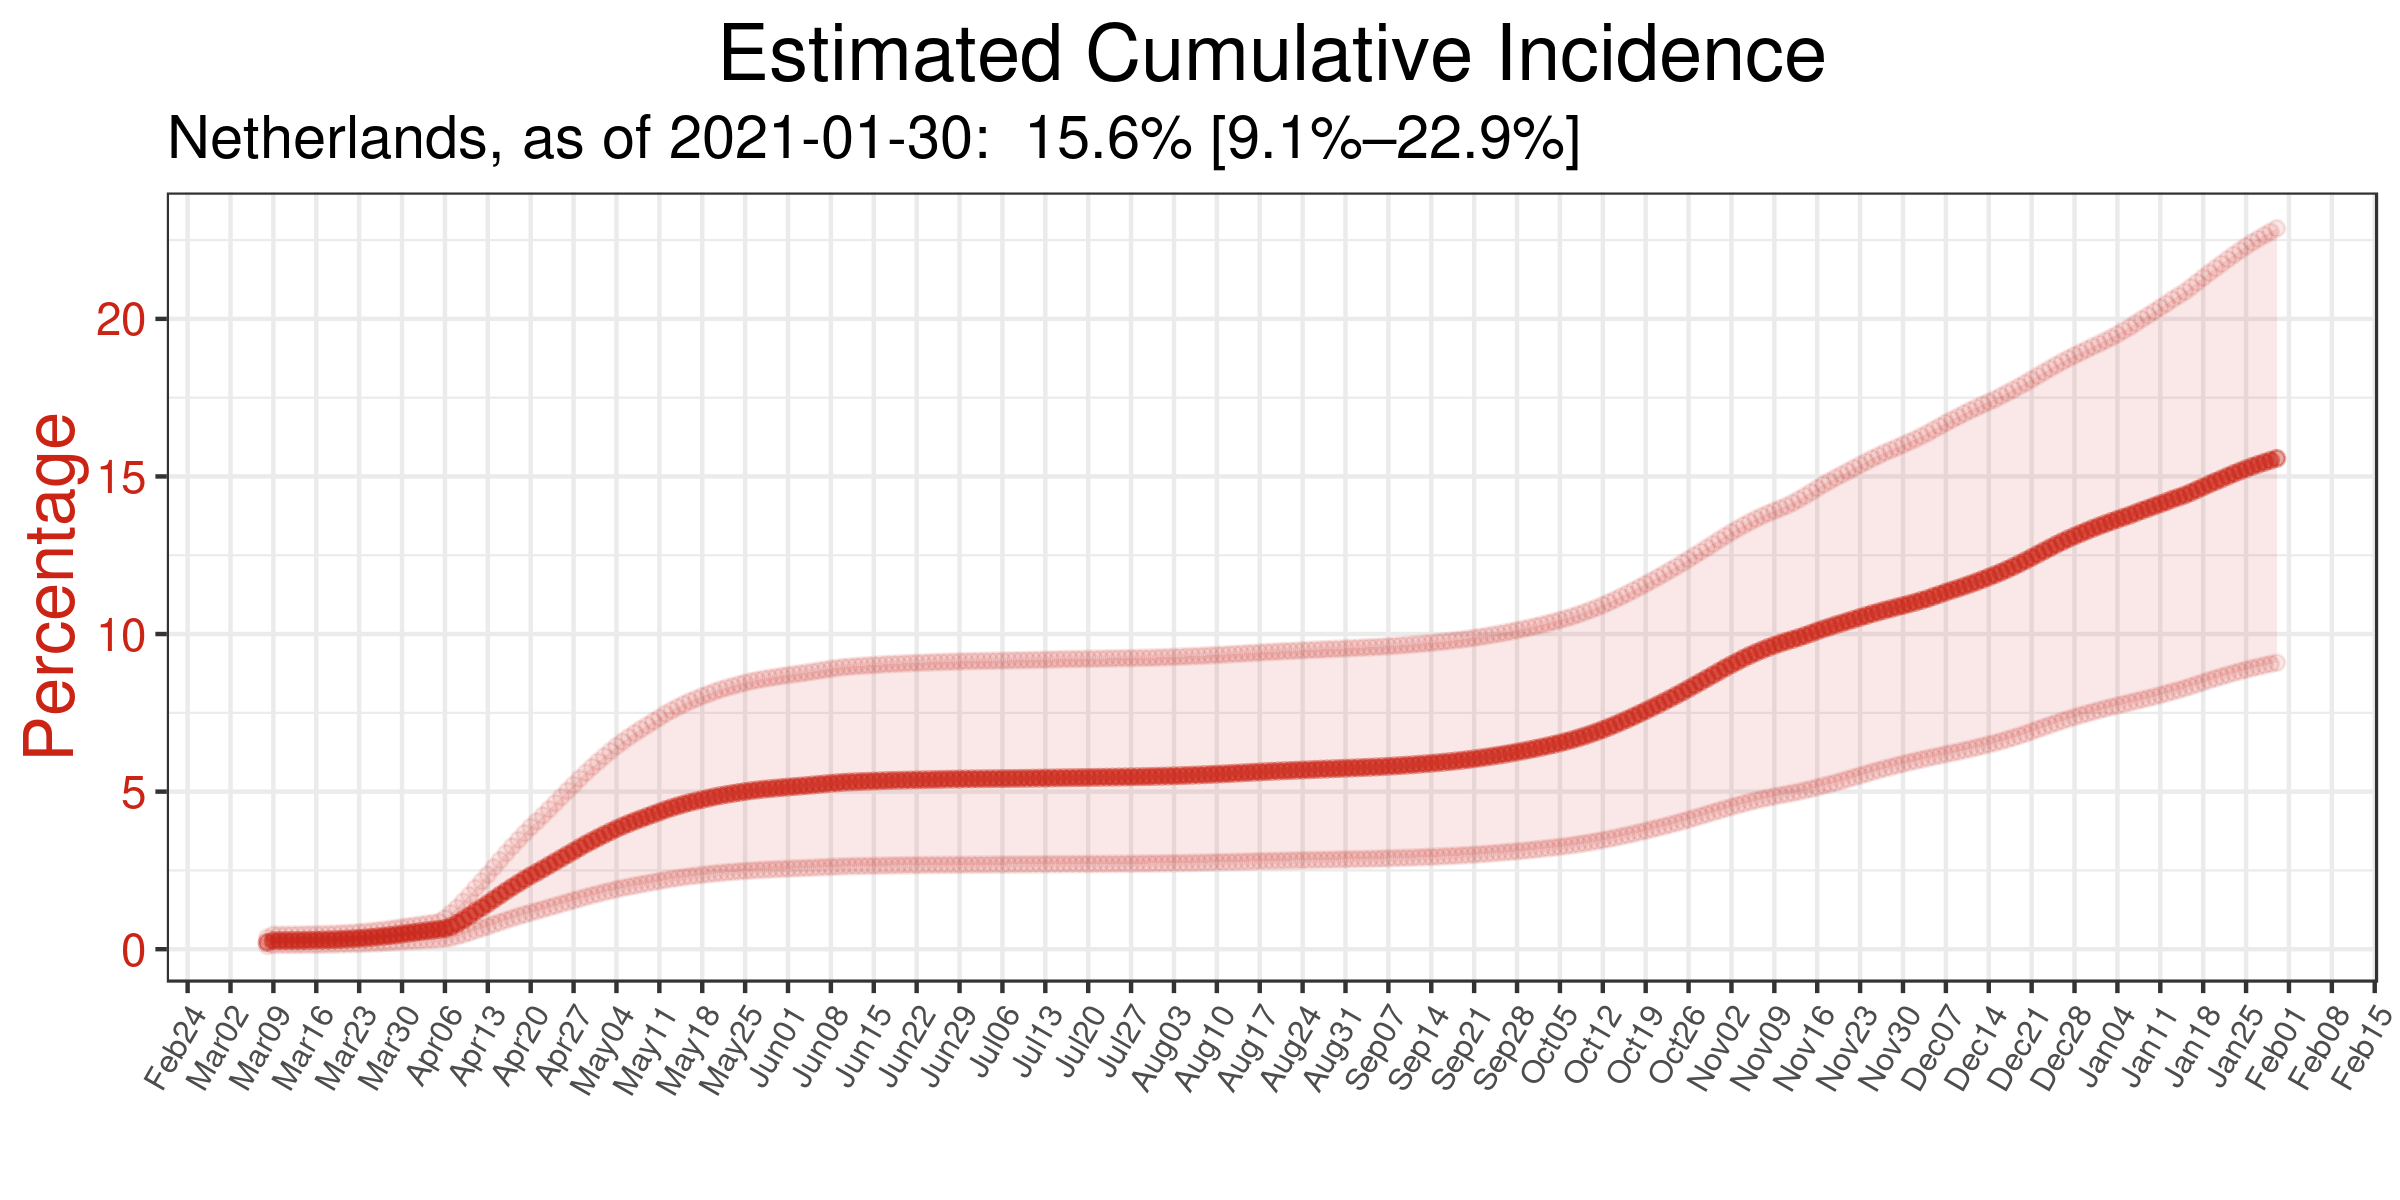 Estimated Cumulative Incidence
Netherlands, as of 2021-01-30:  15.6% [9.1%–22.9%]
Percentage
20
15
10
5
0
Feb24
Mar02
Mar09
Mar16
Mar23
Mar30
Apr06
Apr13
Apr20
Apr27
May04
May11
May18
May25
Jun01
Jun08
Jun15
Jun22
Jun29
Jul06
Jul13
Jul20
Jul27
Aug03
Aug10
Aug17
Aug24
Aug31
Sep07
Sep14
Sep21
Sep28
Oct05
Oct12
Oct19
Oct26
Nov02
Nov09
Nov16
Nov23
Nov30
Dec07
Dec14
Dec21
Dec28
Jan04
Jan11
Jan18
Jan25
Feb01
Feb08
Feb15